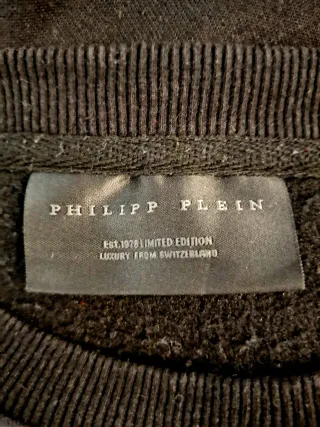 PHILIPP PLEIN
EST.1978 LIMITED EDITION
LUXURY FROM SWITZERLAND